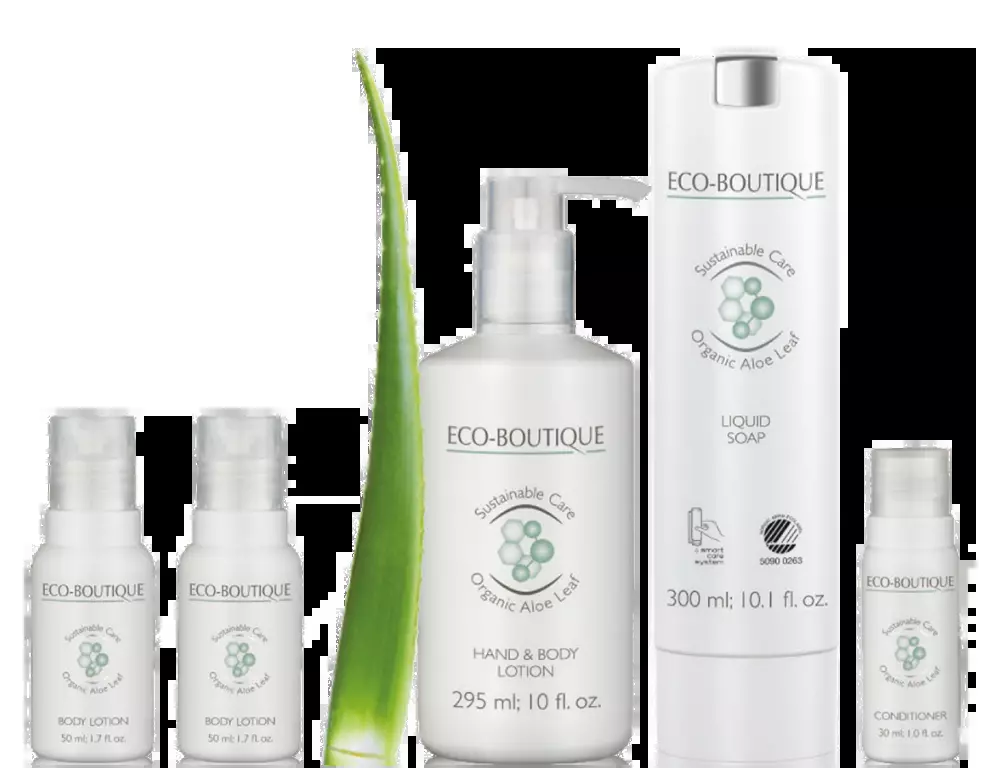 ECO-BOUTIQUE
Sustainable Care
Organic Aloe Leaf
BODY LOTION
50 ml; 1.7 fl. oz.
ECO-BOUTIQUE
Sustainable Care
Organic Aloe Leaf
BODY LOTION
50 ml; 1.7 fl. oz.
ECO-BOUTIQUE
Sustainable Care
Organic Aloe Leaf
HAND & BODY
LOTION
295 ml; 10 fl. oz.
ECO-BOUTIQUE
Sustainable Care
Organic Aloe Leaf
LIQUID
SOAP
smart
care
system
5090 0263
300 ml; 10.1 fl. oz.
ECO-BOUTIQUE
Sustainable Care
Organic Aloe Leaf
CONDITIONER
30 ml; 1.0 fl. oz.